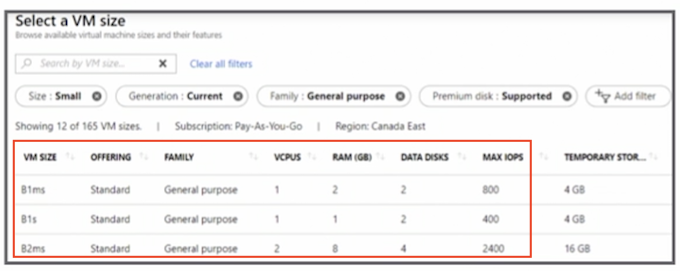 Select a VM size
Browse available virtual machine sizes and their features
Search by VM size... X Clear all filters
Size : Small Generation : Current Family : General purpose Premium disk : Supported Add filter
Showing 12 of 165 VM sizes. | Subscription: Pay-As-You-Go | Region: Canada East
VM SIZE OFFERING FAMILY VCPUS RAM (GB) DATA DISKS MAX IOPS TEMPORARY STOR...
B1ms Standard General purpose 1 2 2 800 4 GB
B1s Standard General purpose 1 1 2 400 4 GB
B2ms Standard General purpose 2 8 4 2400 16 GB